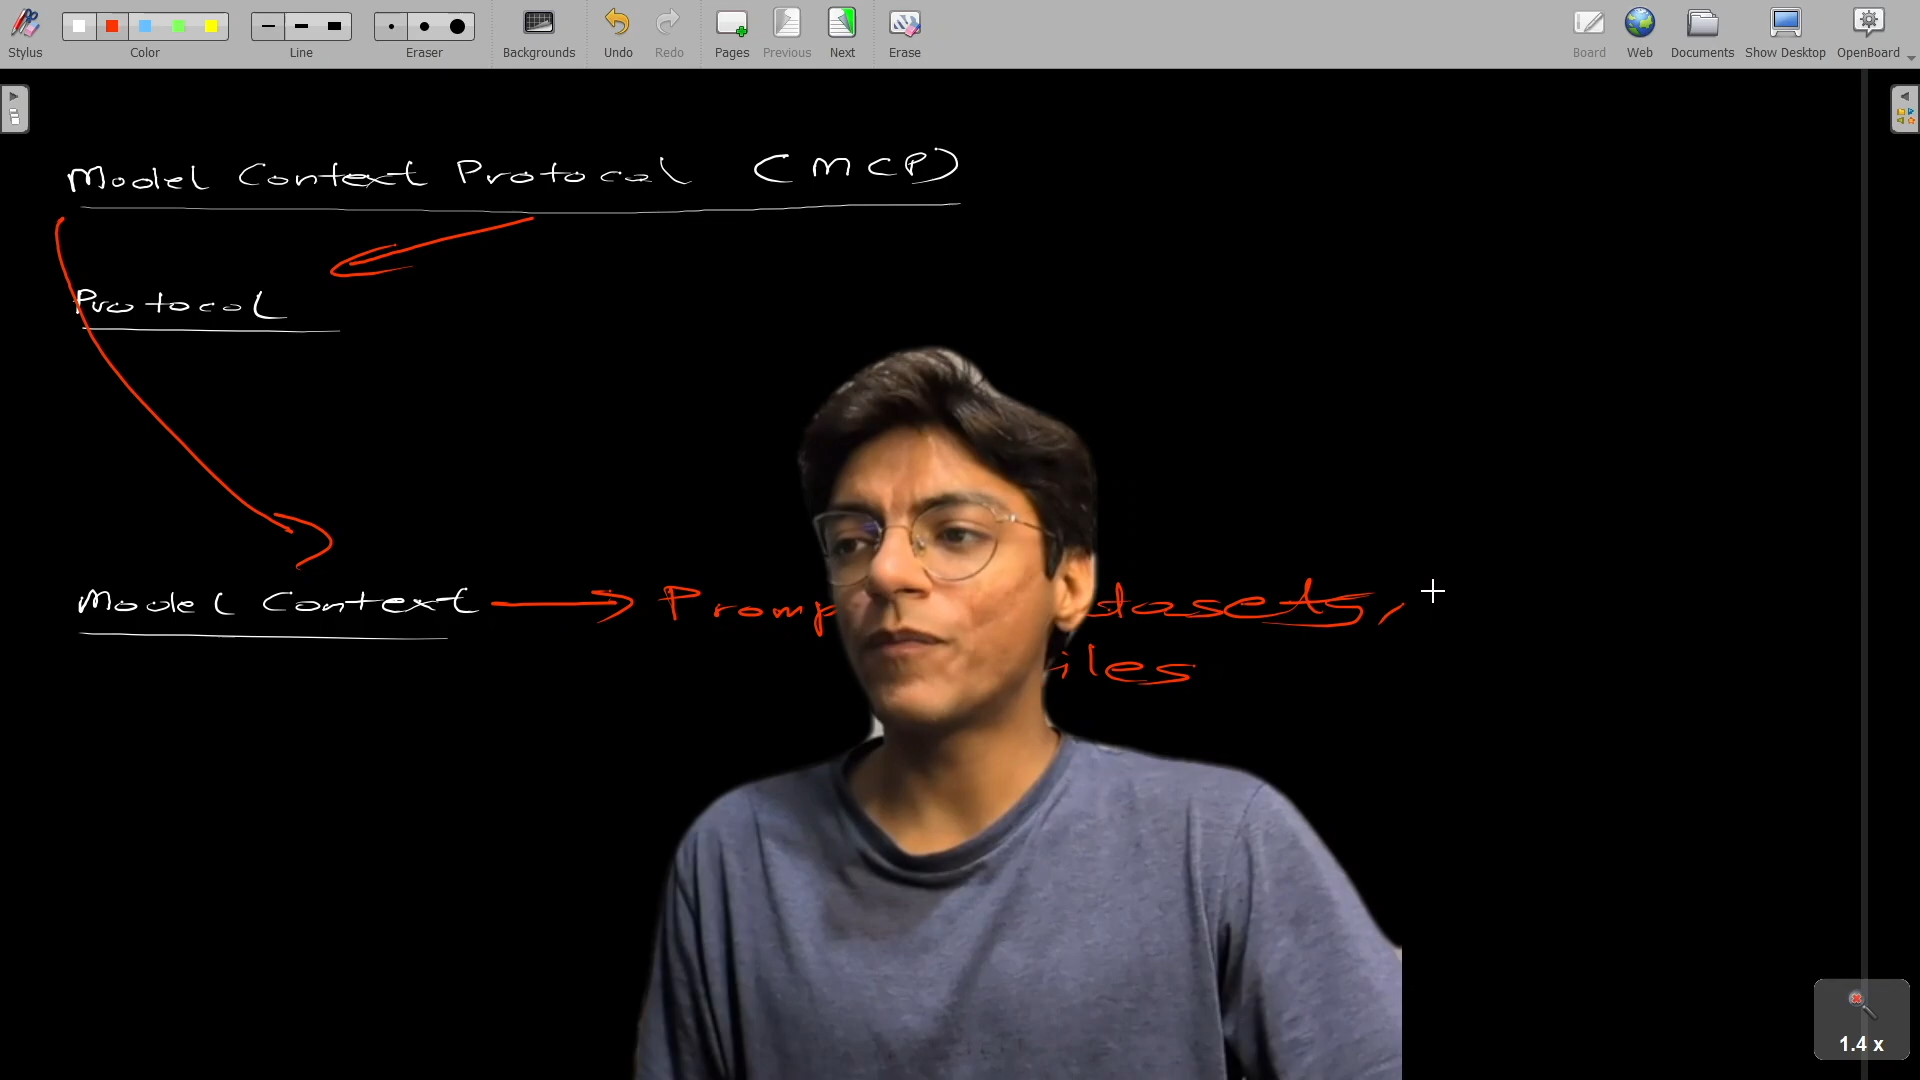 Stylus Color Line Eraser Backgrounds Undo Redo Pages Previous Next Erase Board Web Documents Show Desktop OpenBoard
Model Context Protocol (MCP)
Protocol
Model Context
1.4 x